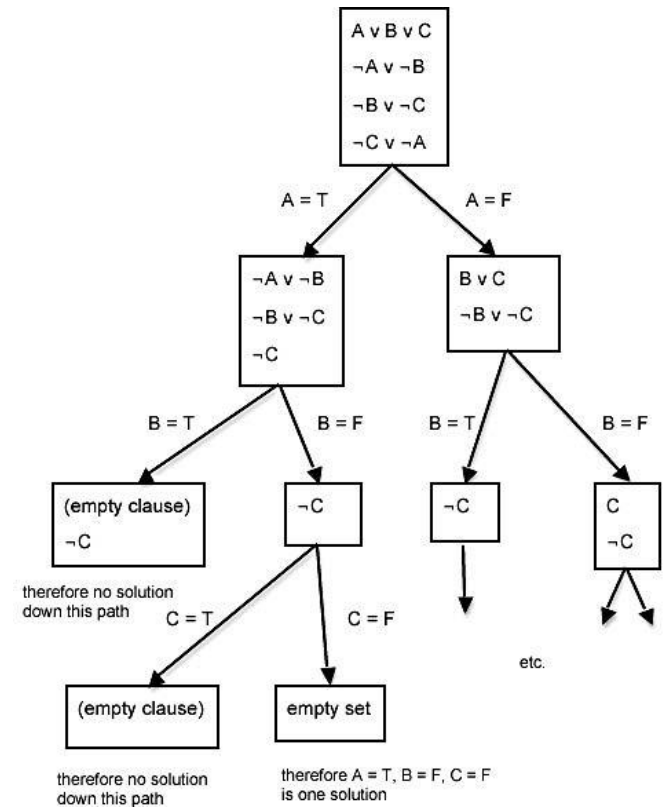 A v B v C
¬A v ¬B
¬B v ¬C
¬C v ¬A
A = T
A = F
¬A v ¬B
¬B v ¬C
¬C
B v C
¬B v ¬C
B = T
B = F
B = T
B = F
(empty clause)
¬C
¬C
¬C
C
¬C
therefore no solution
down this path
C = T
C = F
etc.
(empty clause)
empty set
therefore no solution
down this path
therefore A = T, B = F, C = F
is one solution